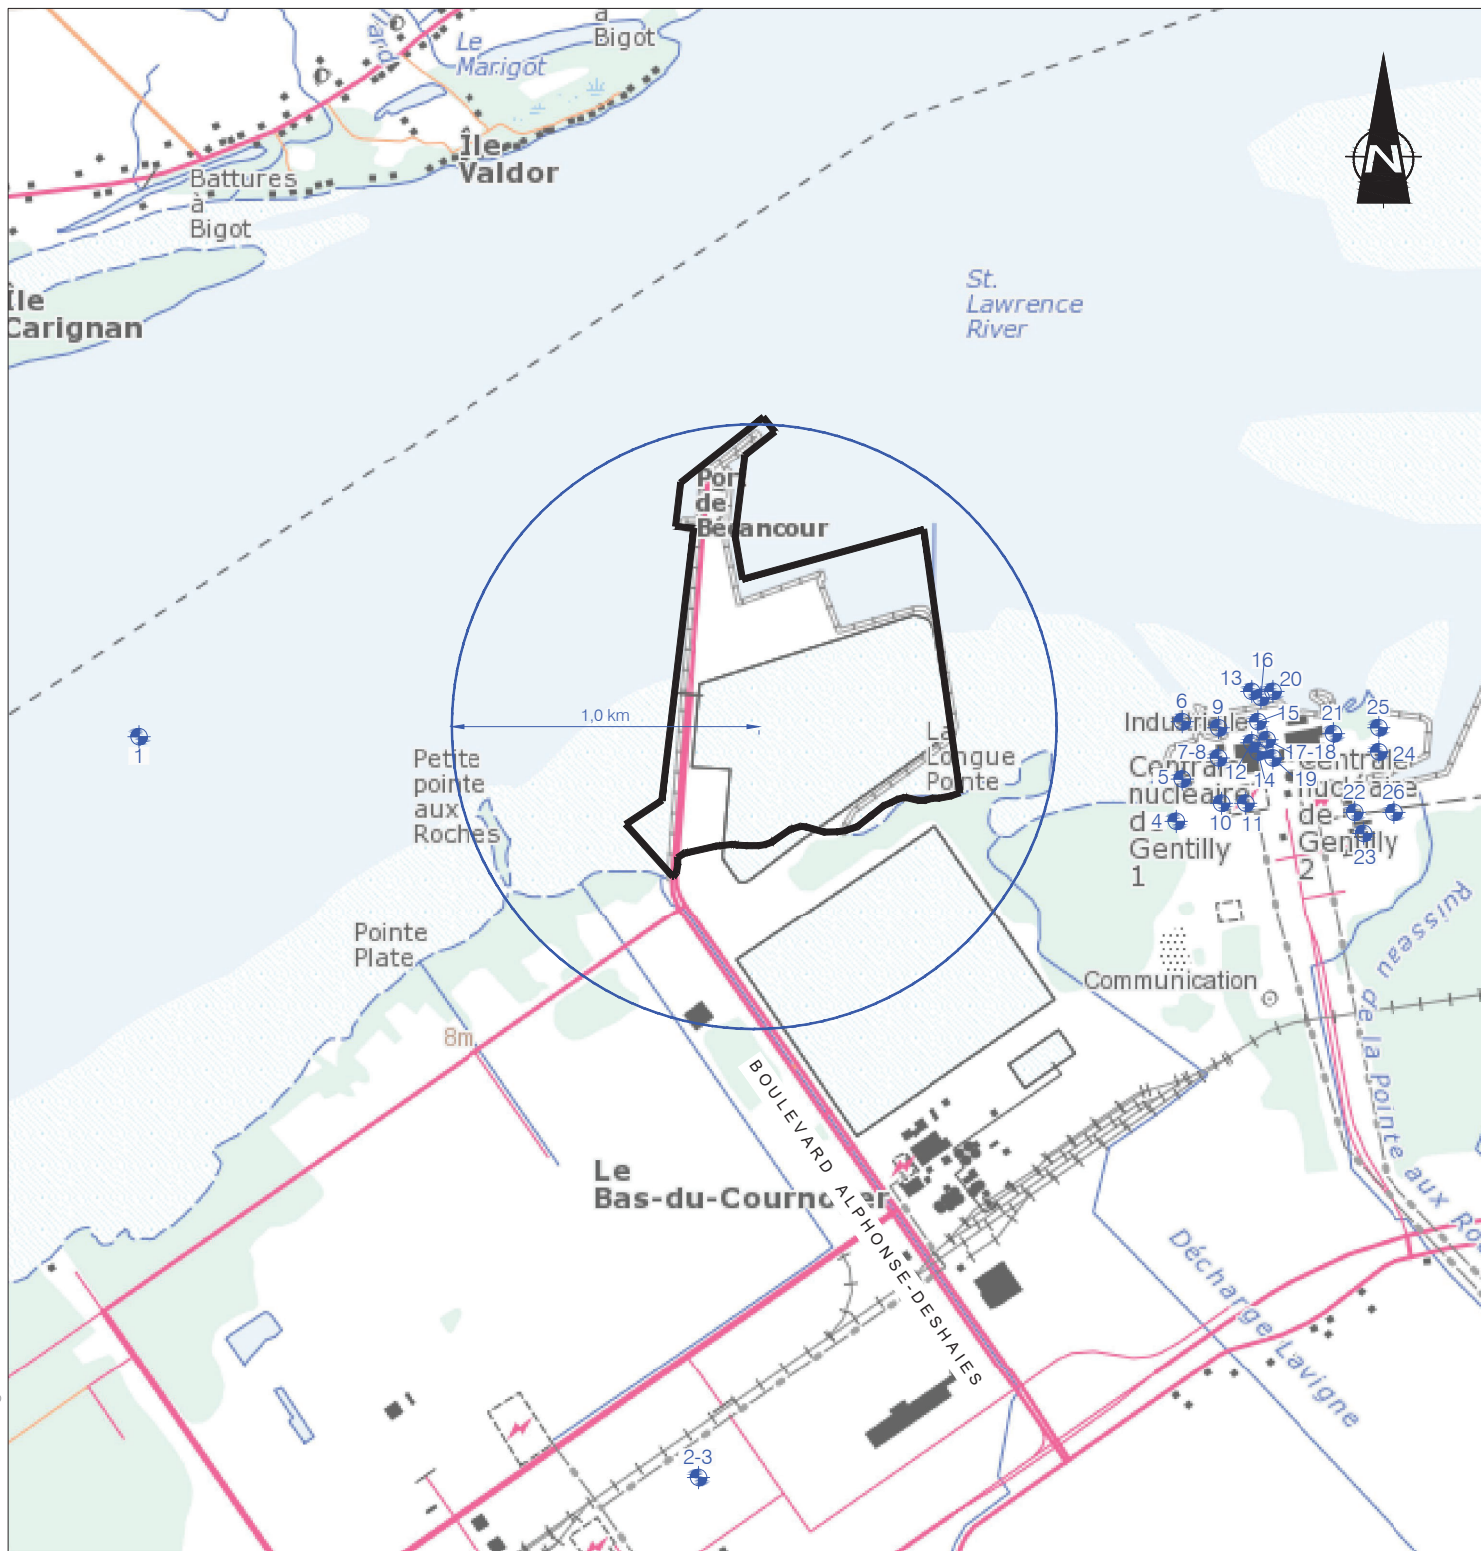 à
Bigot
Le
Marigot
Île
Valdor
Battures
à
Bigot
Île
Carignan
N
St.
Lawrence
River
Port
de
Bécancour
1,0 km
Petite
pointe
aux
Roches
La
Longue
Pointe
1
16
13
20
6
9
15
21
25
Industrielle
7-8
12
17-18
24
5
14
19
Centrale
nucléaire
de
Gentilly
1
Centrale
nucléaire
de
Gentilly
2
4
10
11
22
26
23
Pointe
Plate
Communication
8m
Ruisseau de la Pointe aux Ro
BOULEVARD ALPHONSE-DESHAIES
Le
Bas-du-Cournoyer
Décharge Lavigne
2-3